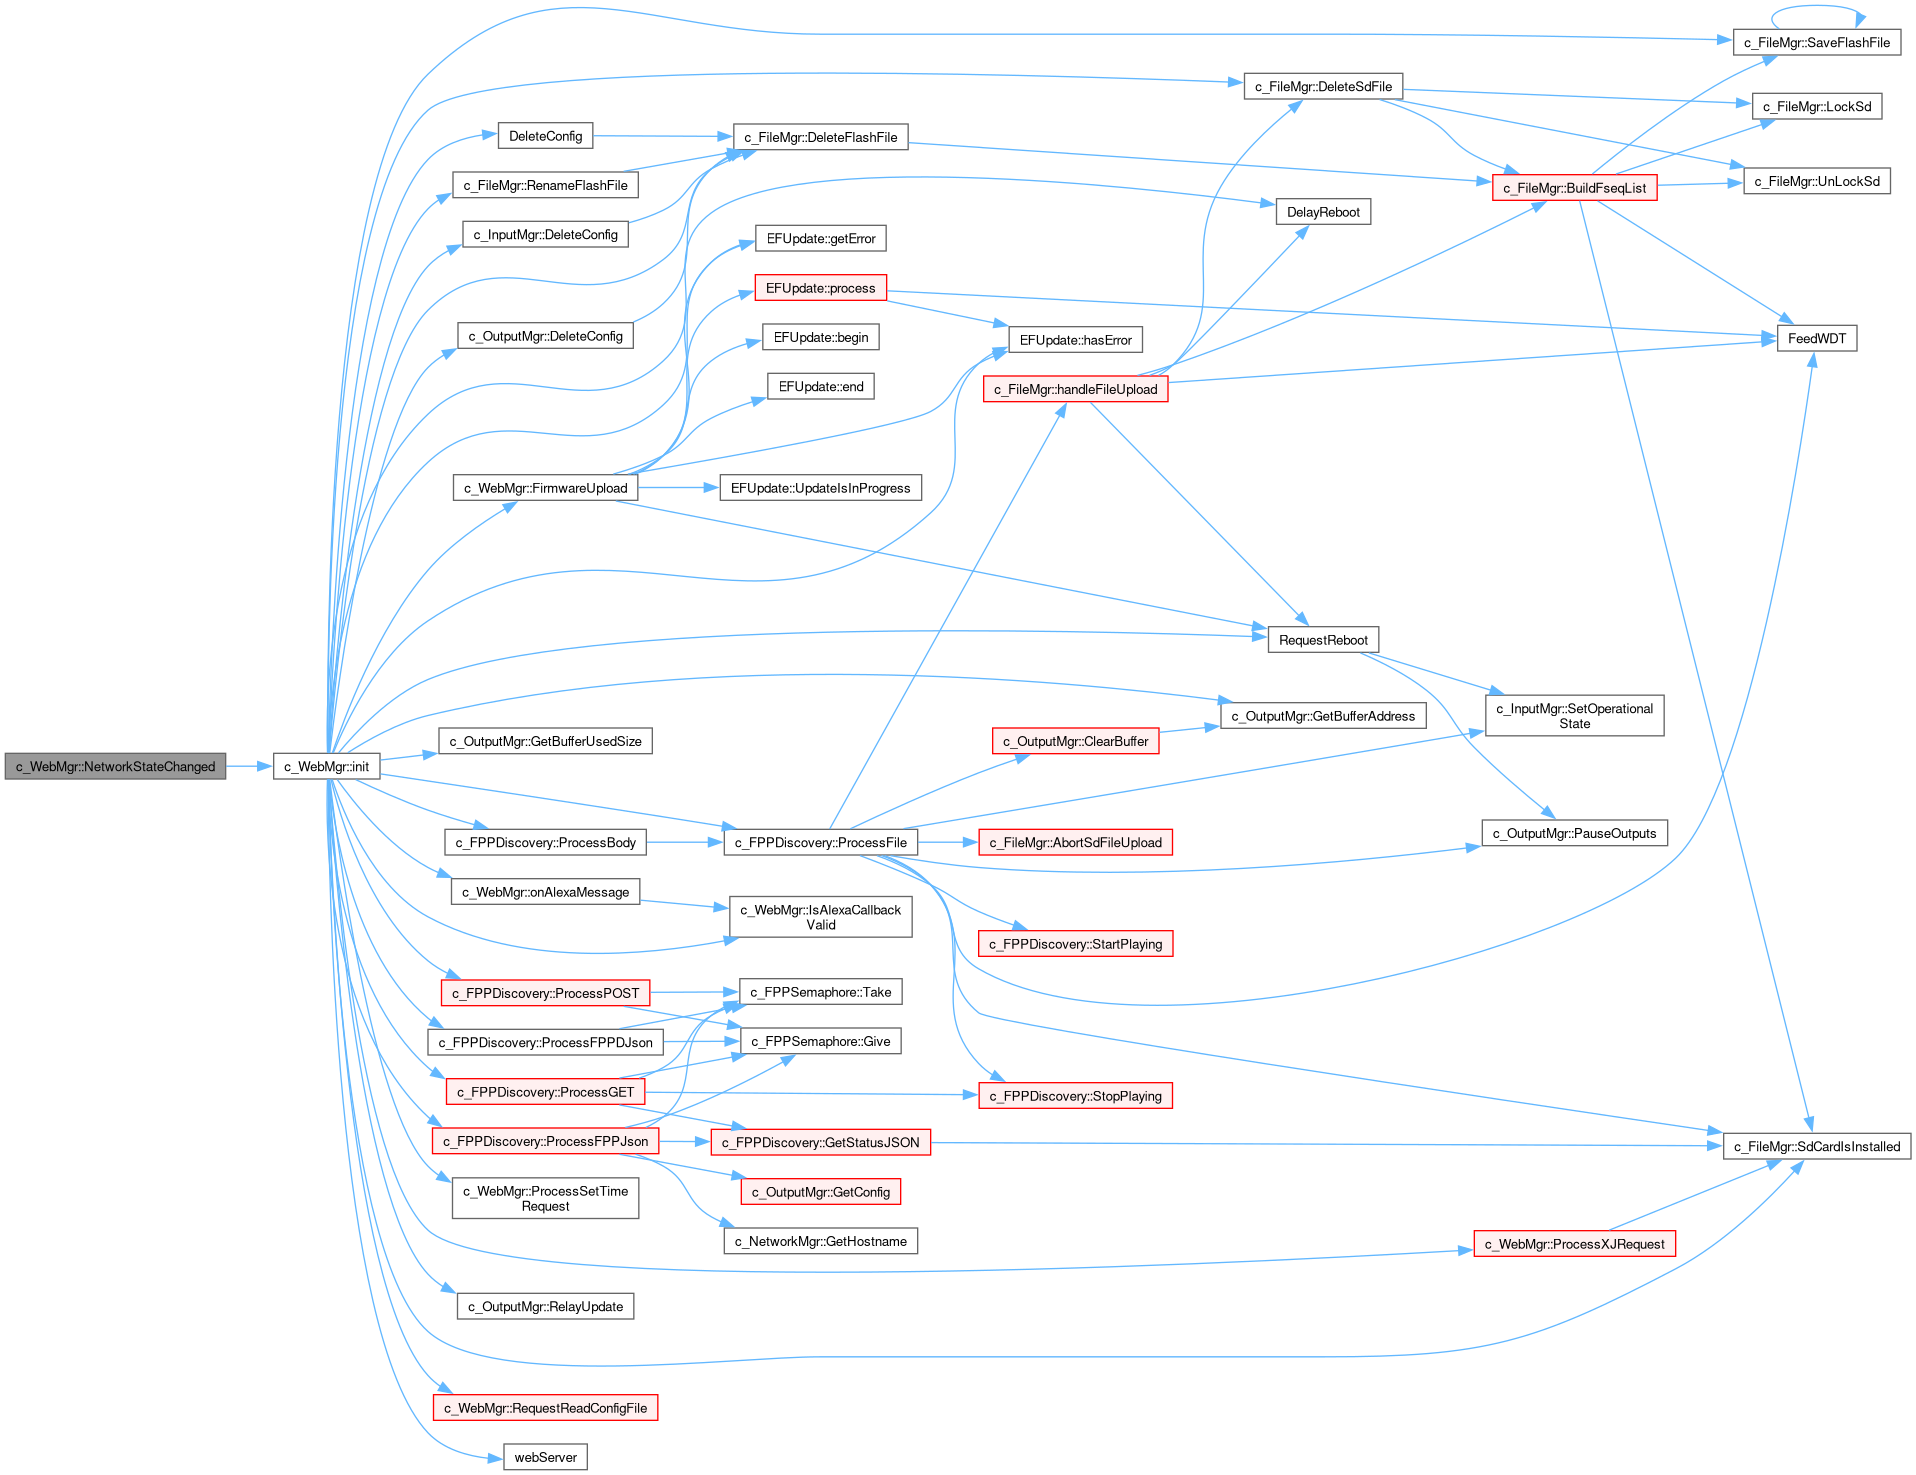 c_WebMgr::NetworkStateChanged
c_WebMgr::init
DeleteConfig
c_FileMgr::RenameFlashFile
c_InputMgr::DeleteConfig
c_OutputMgr::DeleteConfig
c_WebMgr::FirmwareUpload
c_OutputMgr::GetBufferUsedSize
c_FPPDiscovery::ProcessBody
c_WebMgr::onAlexaMessage
c_FPPDiscovery::ProcessPOST
c_FPPDiscovery::ProcessFPPDJson
c_FPPDiscovery::ProcessGET
c_FPPDiscovery::ProcessFPPJson
c_WebMgr::ProcessSetTime
Request
c_OutputMgr::RelayUpdate
c_WebMgr::RequestReadConfigFile
webServer
c_FileMgr::DeleteFlashFile
EFUpdate::getError
EFUpdate::process
EFUpdate::begin
EFUpdate::end
EFUpdate::UpdateIsInProgress
c_FPPDiscovery::ProcessFile
c_WebMgr::IsAlexaCallback
Valid
c_FPPSemaphore::Take
c_FPPSemaphore::Give
c_FPPDiscovery::GetStatusJSON
c_OutputMgr::GetConfig
c_NetworkMgr::GetHostname
EFUpdate::hasError
c_FileMgr::handleFileUpload
c_OutputMgr::ClearBuffer
c_FileMgr::AbortSdFileUpload
c_FPPDiscovery::StartPlaying
c_FPPDiscovery::StopPlaying
c_FileMgr::DeleteSdFile
DelayReboot
RequestReboot
c_OutputMgr::GetBufferAddress
c_FileMgr::BuildFseqList
c_InputMgr::SetOperational
State
c_OutputMgr::PauseOutputs
c_WebMgr::ProcessXJRequest
c_FileMgr::SaveFlashFile
c_FileMgr::LockSd
c_FileMgr::UnLockSd
FeedWDT
c_FileMgr::SdCardIsInstalled